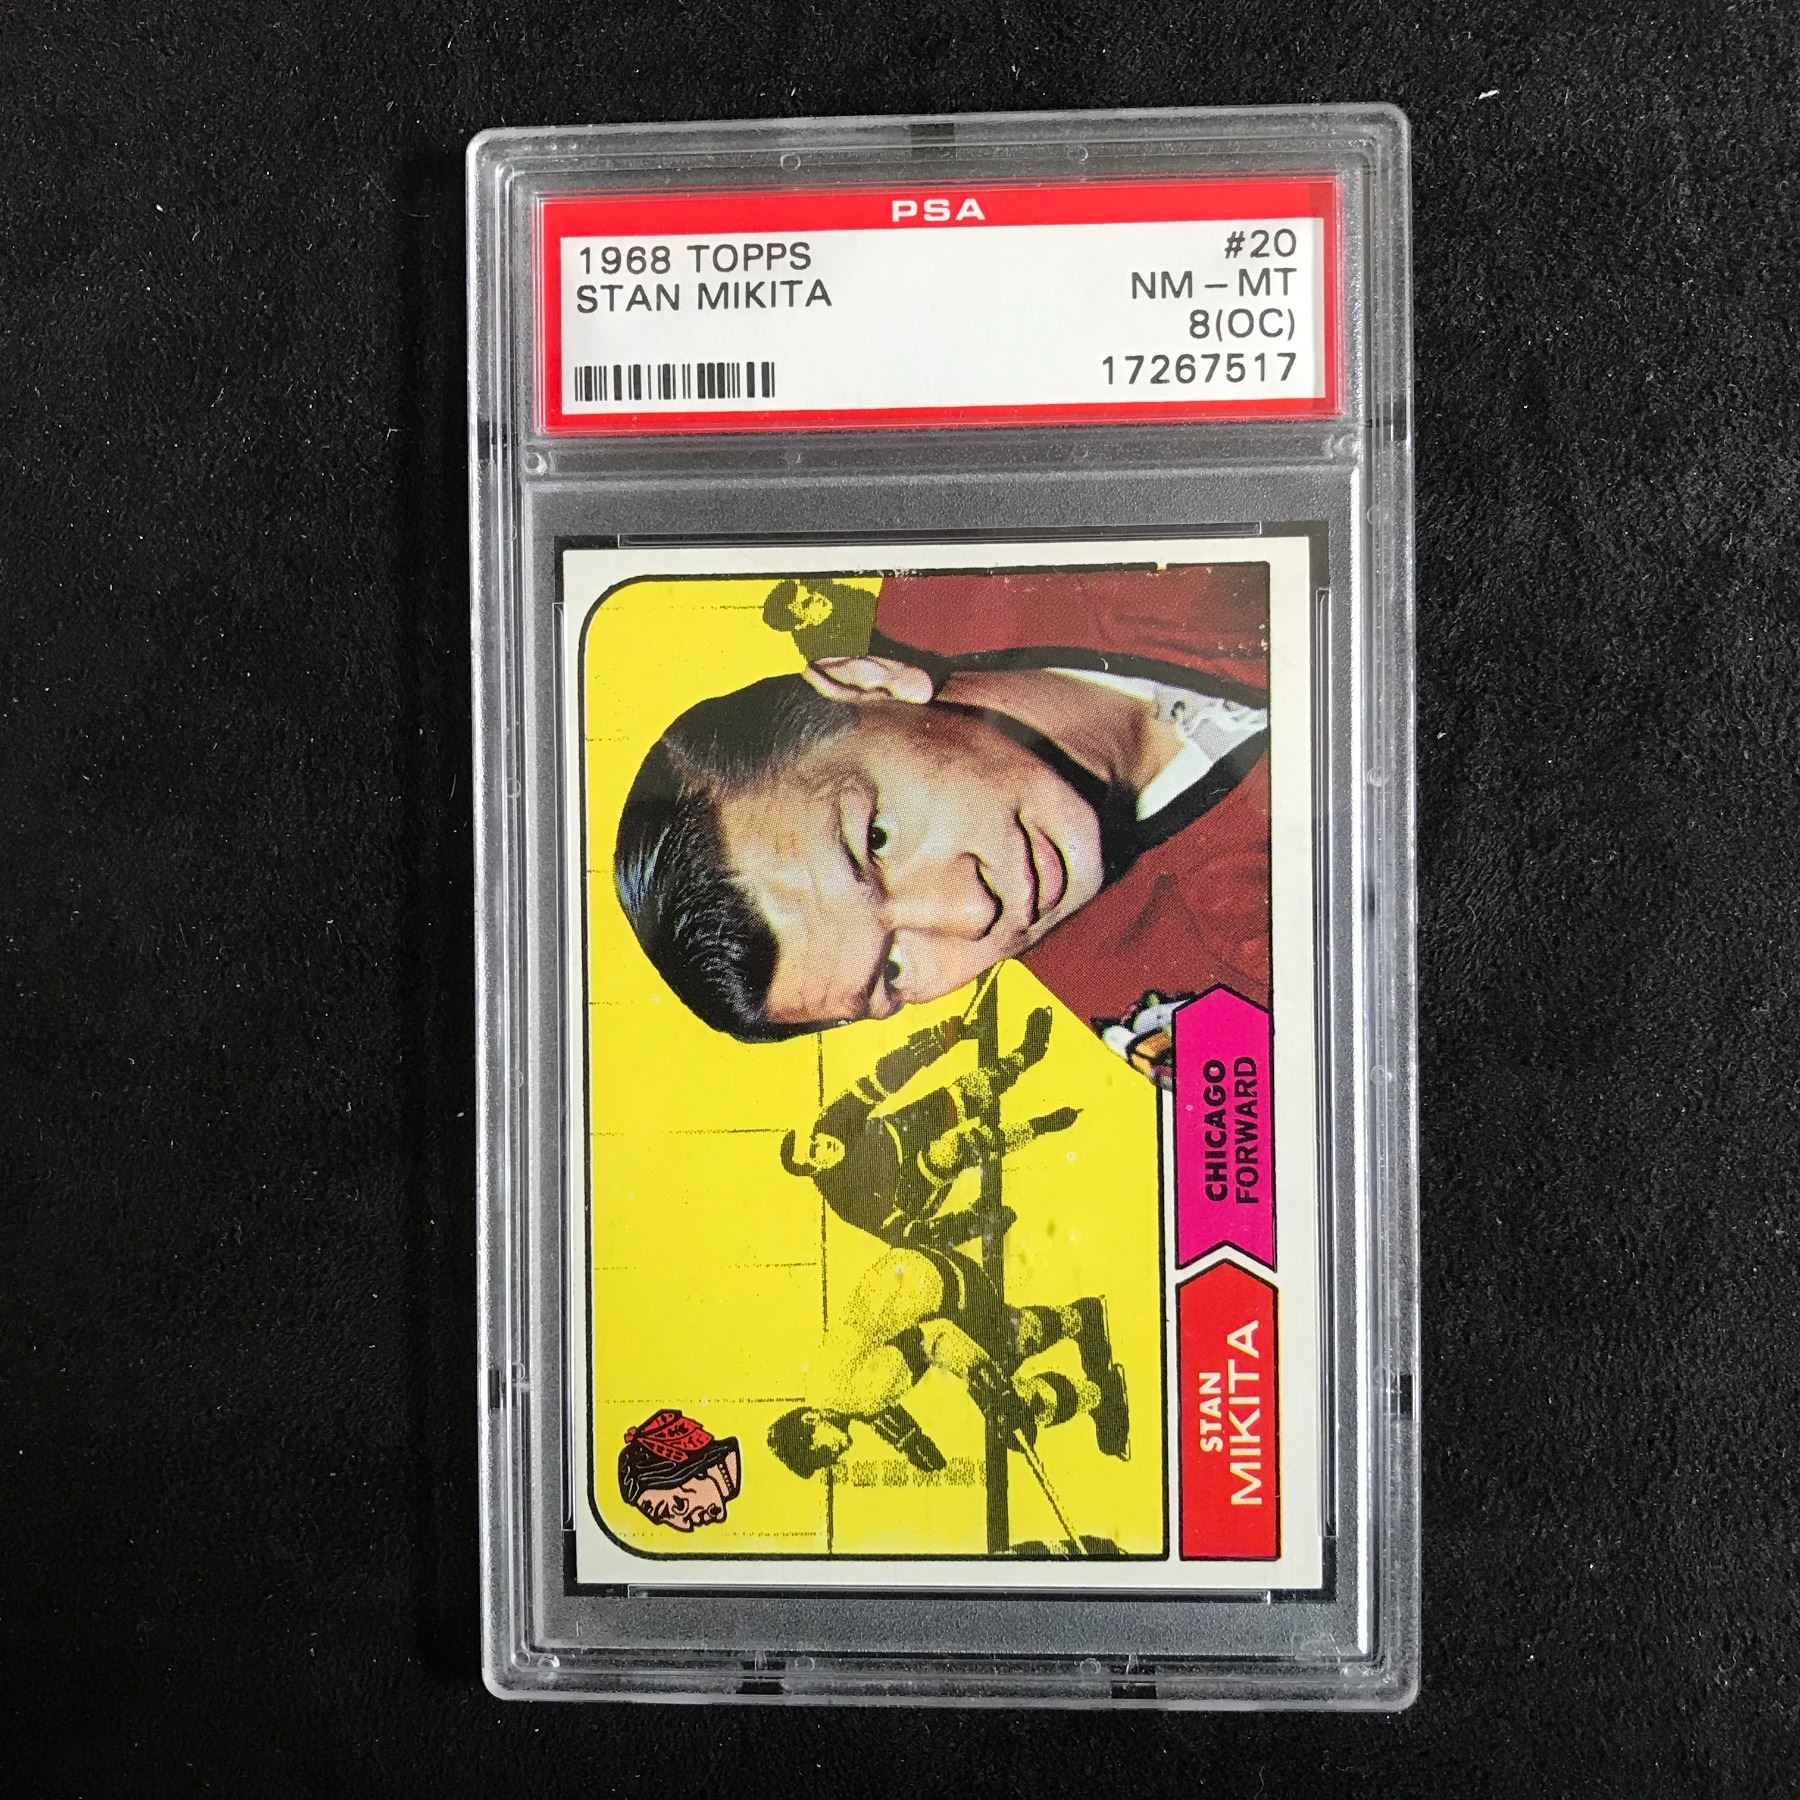 PSA
1968 TOPPS
STAN MIKITA
#20
NM-MT
8(OC)
17267517
CHICAGO
FORWARD
STAN
MIKITA